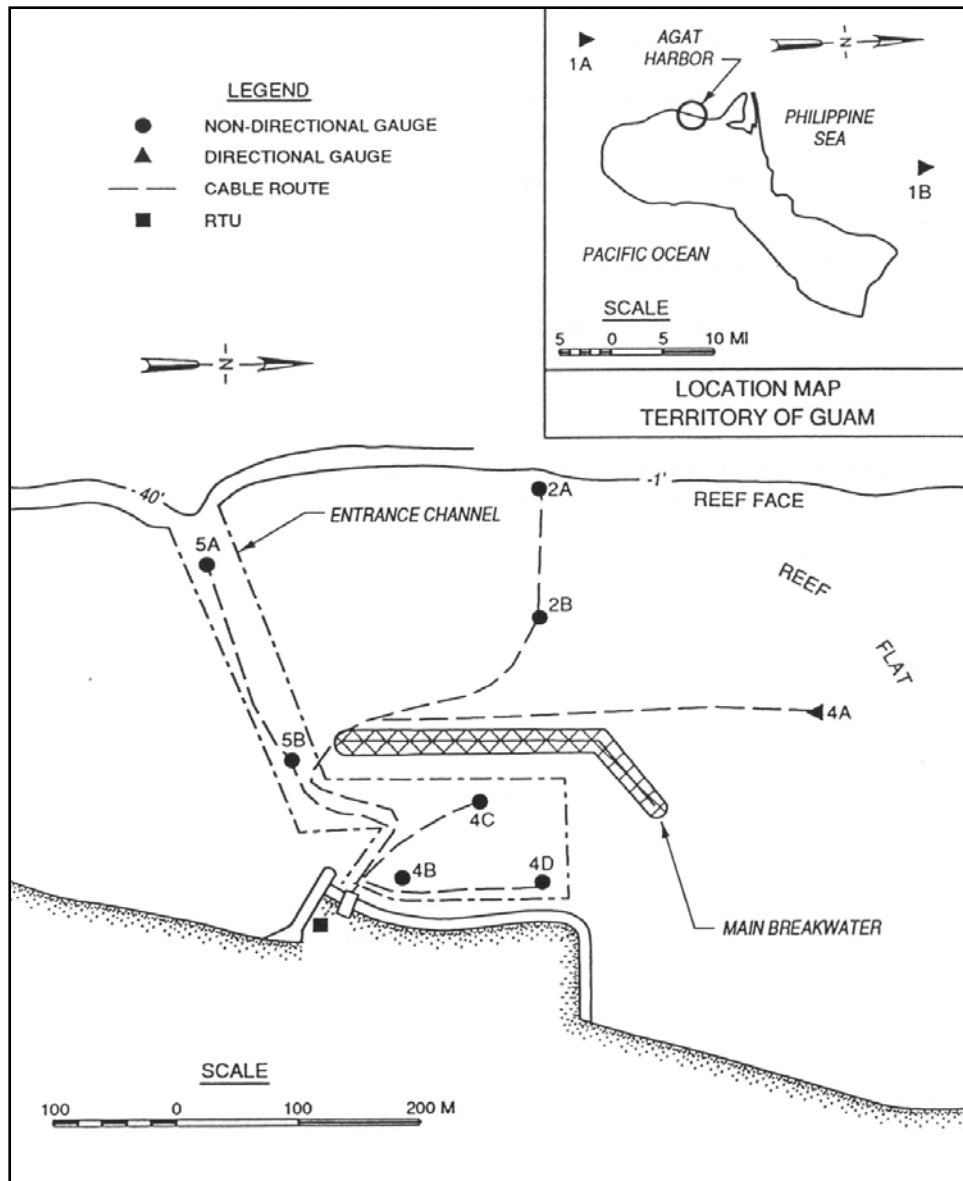 LEGEND
NON-DIRECTIONAL GAUGE
DIRECTIONAL GAUGE
CABLE ROUTE
RTU
AGAT
HARBOR
N
1A
PHILIPPINE
SEA
1B
PACIFIC OCEAN
SCALE
5 0 5 10 MI
LOCATION MAP
TERRITORY OF GUAM
N
-40'
2A
-1'
REEF FACE
ENTRANCE CHANNEL
5A
REEF
2B
FLAT
4A
5B
4C
4B
4D
MAIN BREAKWATER
SCALE
100 0 100 200 M